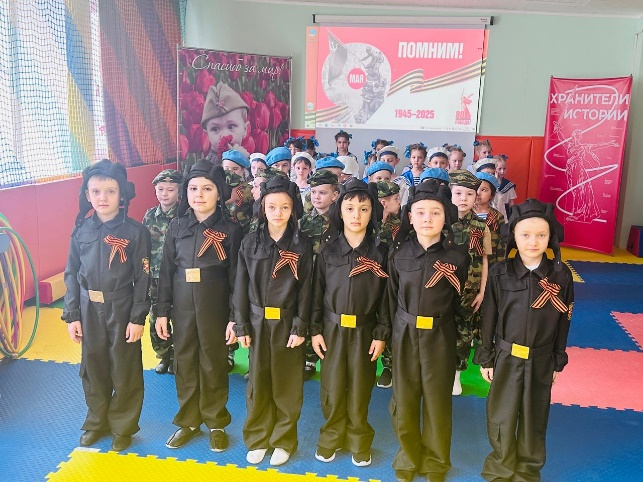 Спасибо за мир!
ПОМНИМ!
МАЯ
1945–2025
ХРАНИТЕЛИ
ИСТОРИИ